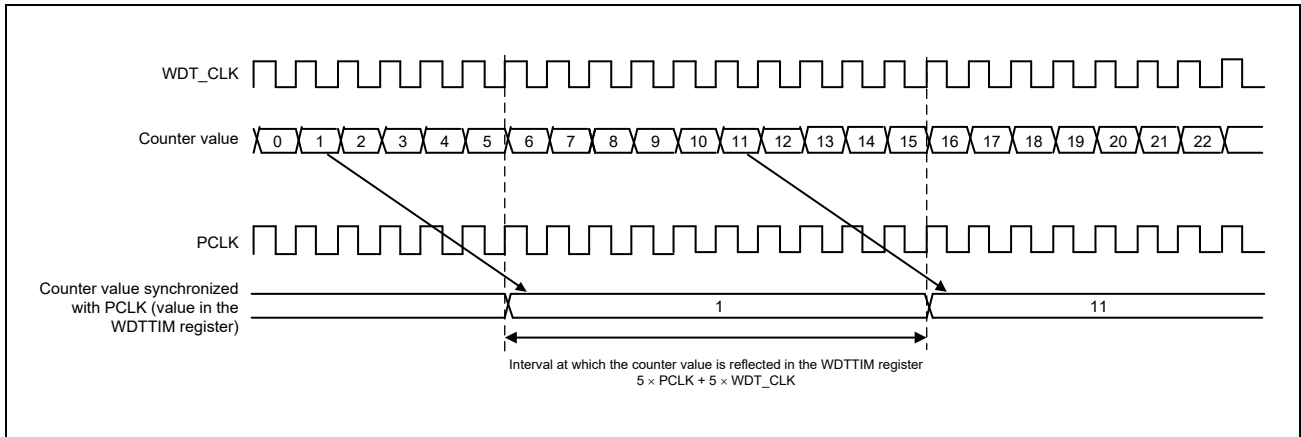 WDT_CLK
Counter value
0 1 2 3 4 5 6 7 8 9 10 11 12 13 14 15 16 17 18 19 20 21 22
PCLK
Counter value synchronized
with PCLK (value in the
WDTTIM register)
1 11
Interval at which the counter value is reflected in the WDTTIM register
5 × PCLK + 5 × WDT_CLK